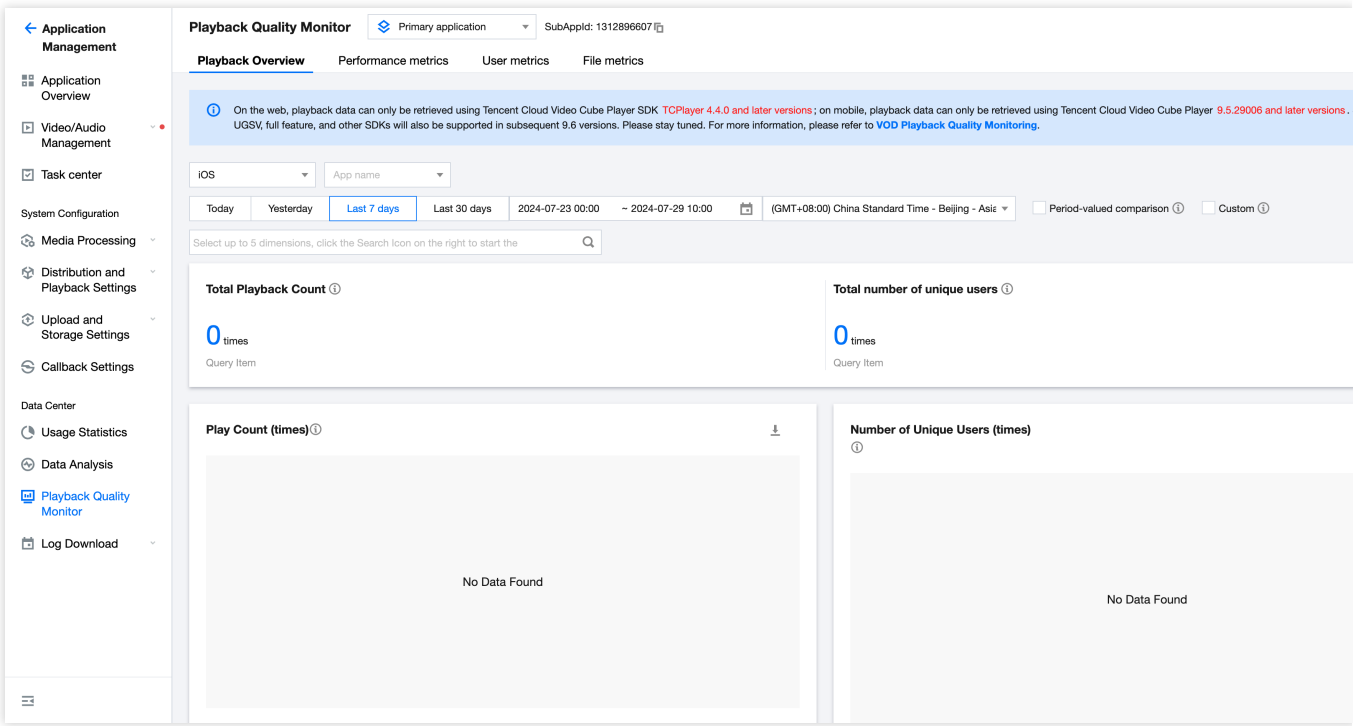 Application
Management
Application
Overview
Video/Audio
Management
Task center
System Configuration
Media Processing
Distribution and
Playback Settings
Upload and
Storage Settings
Callback Settings
Data Center
Usage Statistics
Data Analysis
Playback Quality
Monitor
Log Download
Playback Quality Monitor Primary application SubAppId: 1312896607
Playback Overview Performance metrics User metrics File metrics
On the web, playback data can only be retrieved using Tencent Cloud Video Cube Player SDK TCPlayer 4.4.0 and later versions ; on mobile, playback data can only be retrieved using Tencent Cloud Video Cube Player 9.5.29006 and later versions .
UGSV, full feature, and other SDKs will also be supported in subsequent 9.6 versions. Please stay tuned. For more information, please refer to VOD Playback Quality Monitoring.
iOS App name
Today Yesterday Last 7 days Last 30 days 2024-07-23 00:00 ~ 2024-07-29 10:00 (GMT+08:00) China Standard Time - Beijing - Asia Period-valued comparison Custom
Select up to 5 dimensions, click the Search Icon on the right to start the
Total Playback Count Total number of unique users
0 times 0 times
Query Item Query Item
Play Count (times) Number of Unique Users (times)
No Data Found
No Data Found